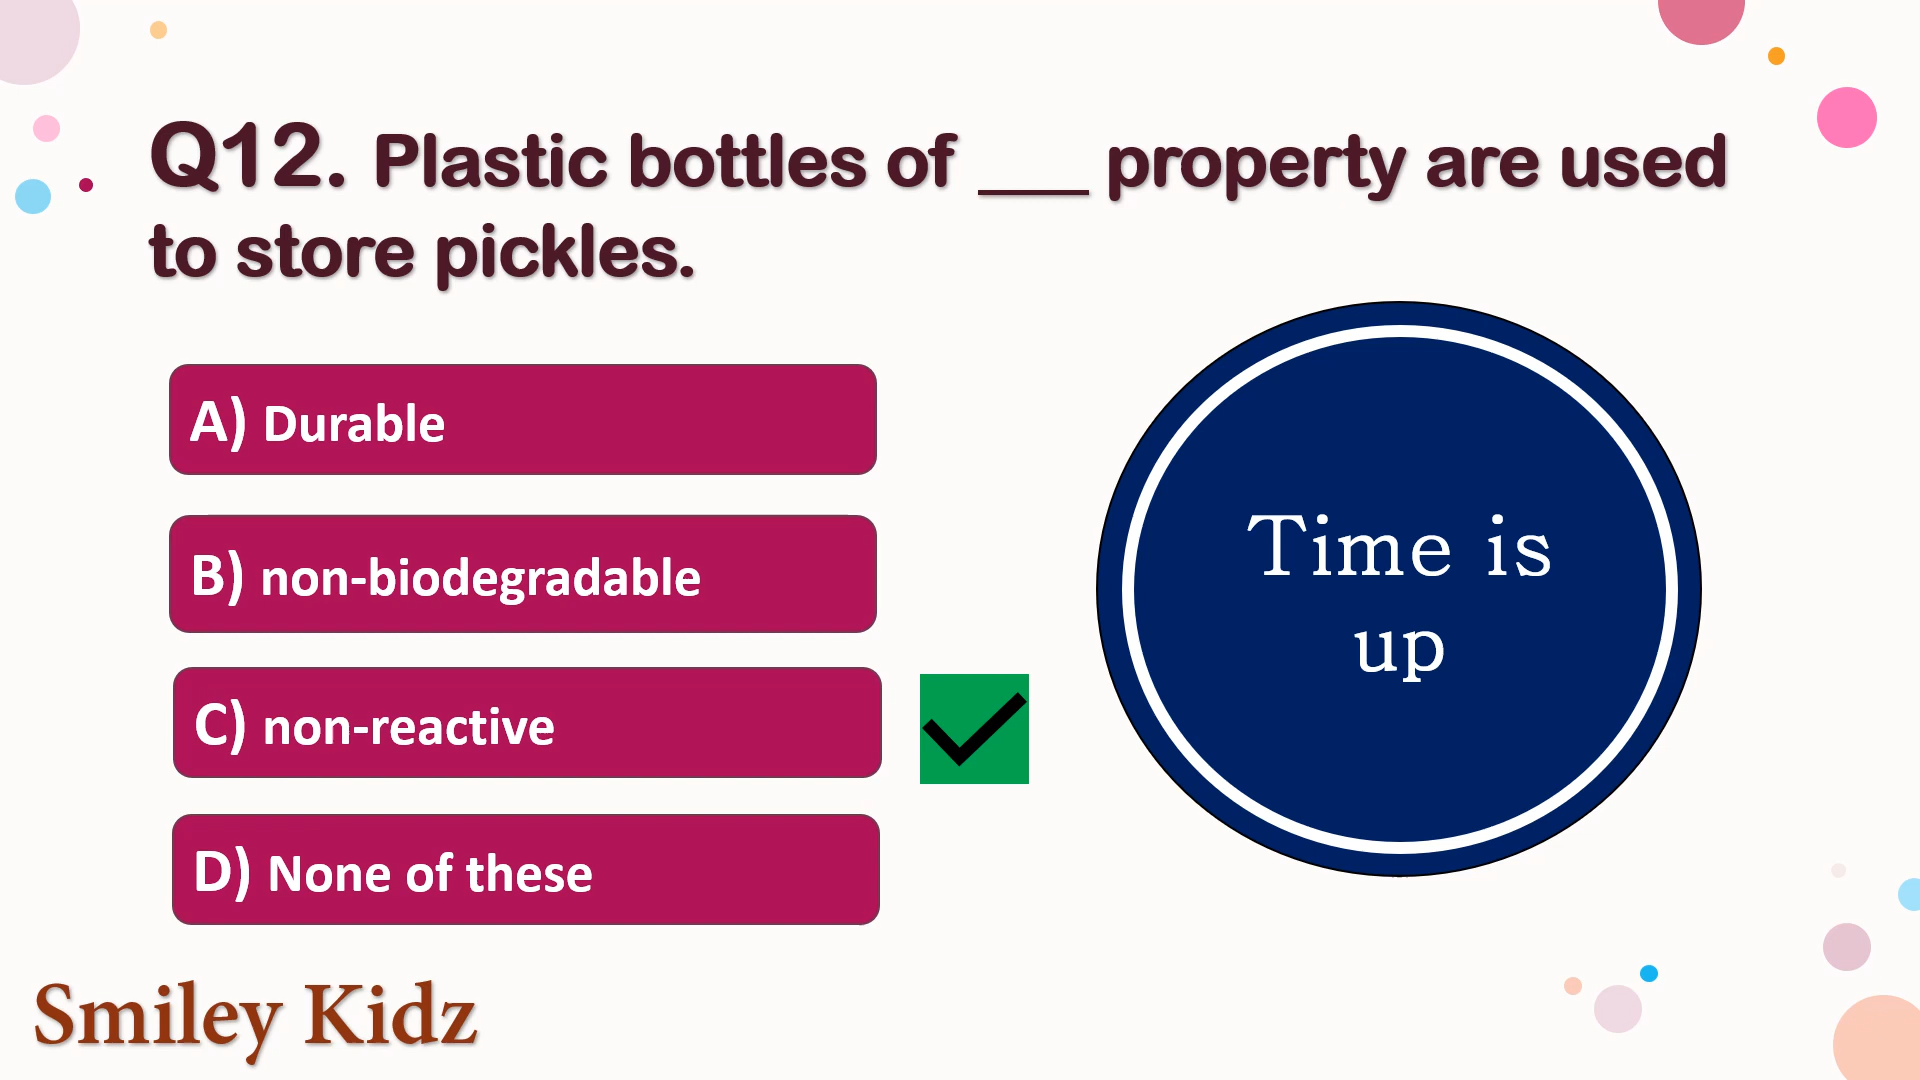 Q12. Plastic bottles of ___ property are used
to store pickles.
A) Durable
B) non-biodegradable
C) non-reactive
D) None of these
Time is
up
Smiley Kidz